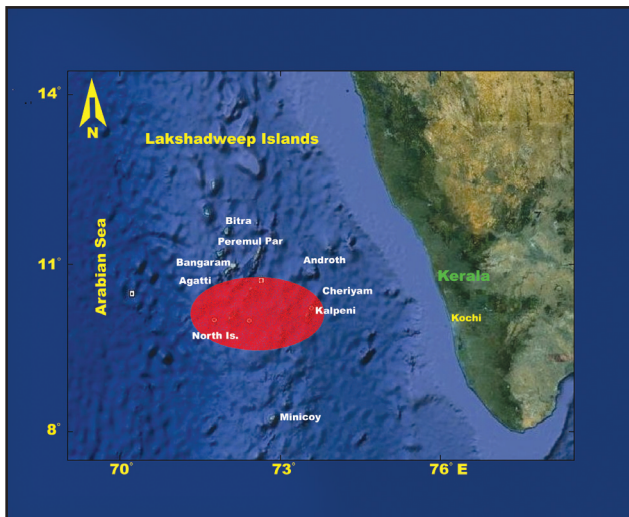 14°
N
Lakshadweep Islands
Arabian Sea
Bitra
Peremul Par
Bangaram
Androth
11°
Kerala
Agatti
Cheriyam
Kalpeni
Kochi
North Is.
Minicoy
8°
70°
73°
76° E